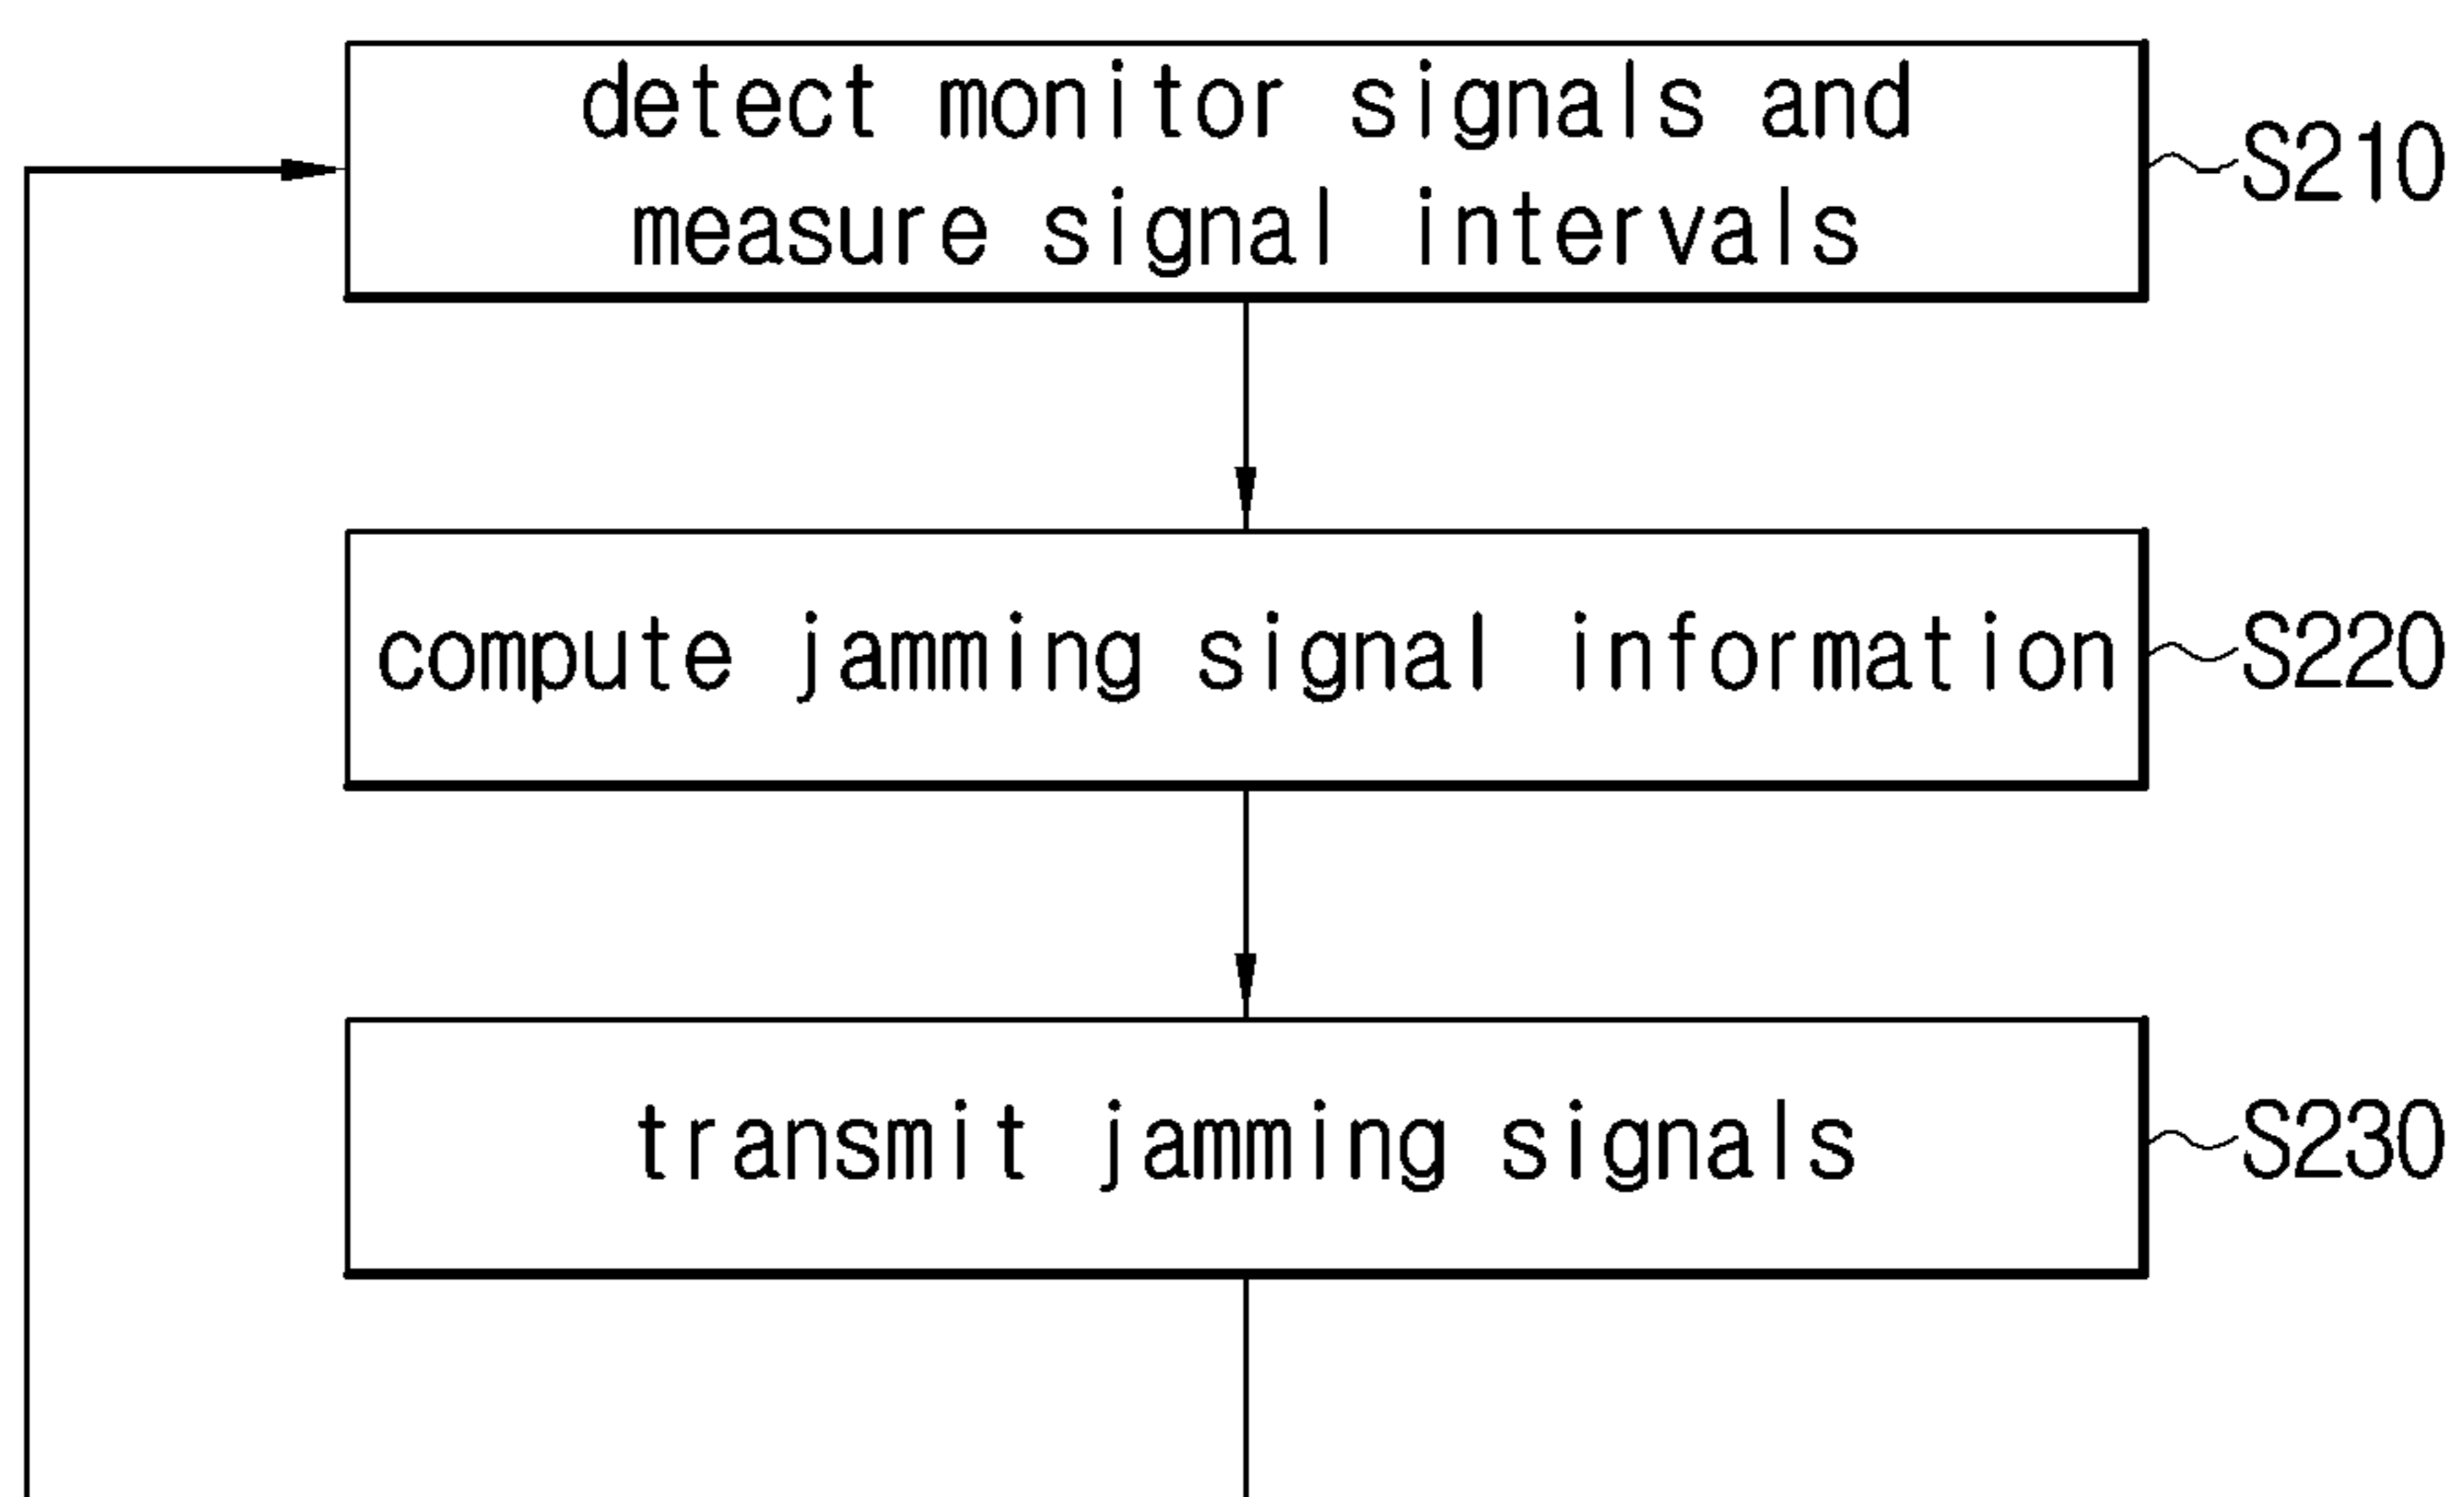 detect monitor signals and
measure signal intervals
S210
compute jamming signal information
S220
transmit jamming signals
S230